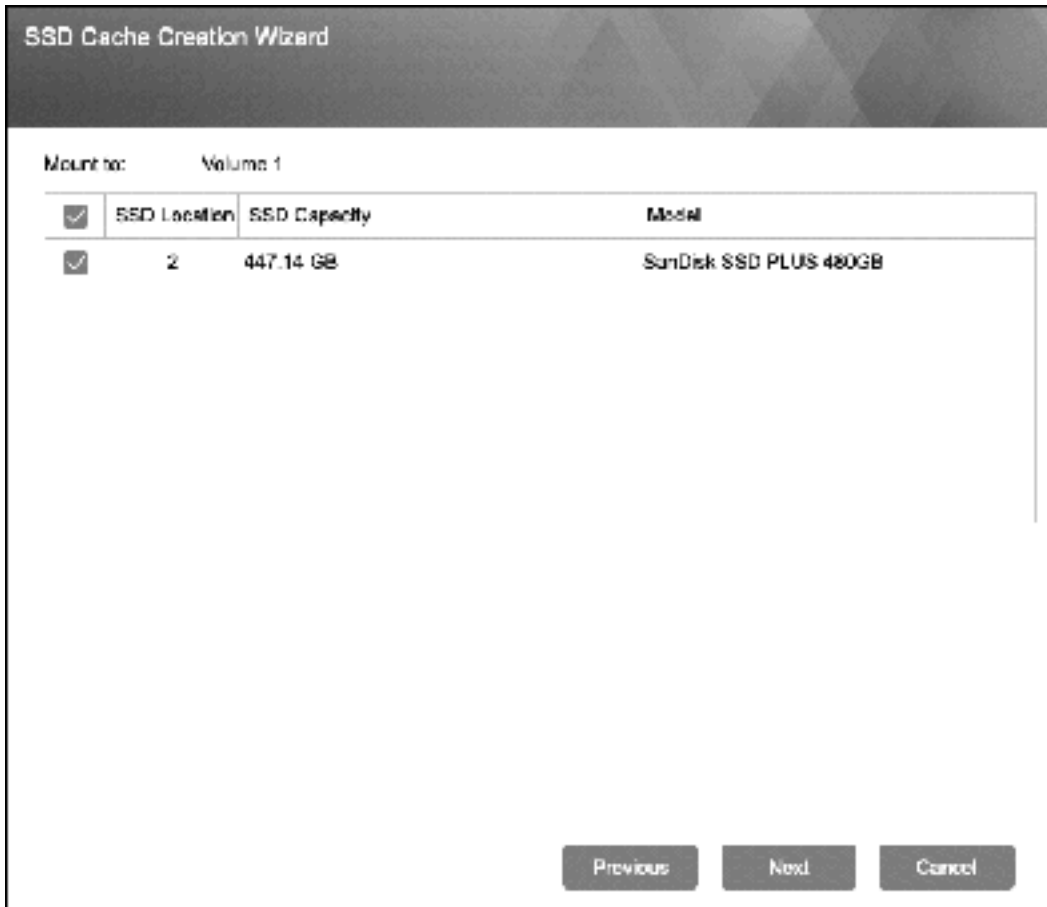 SSD Cache Creation Wizard
Mount to: Volume 1
SSD Location SSD Capacity Model
2 447.14 GB SanDisk SSD PLUS 480GB
Previous Next Cancel